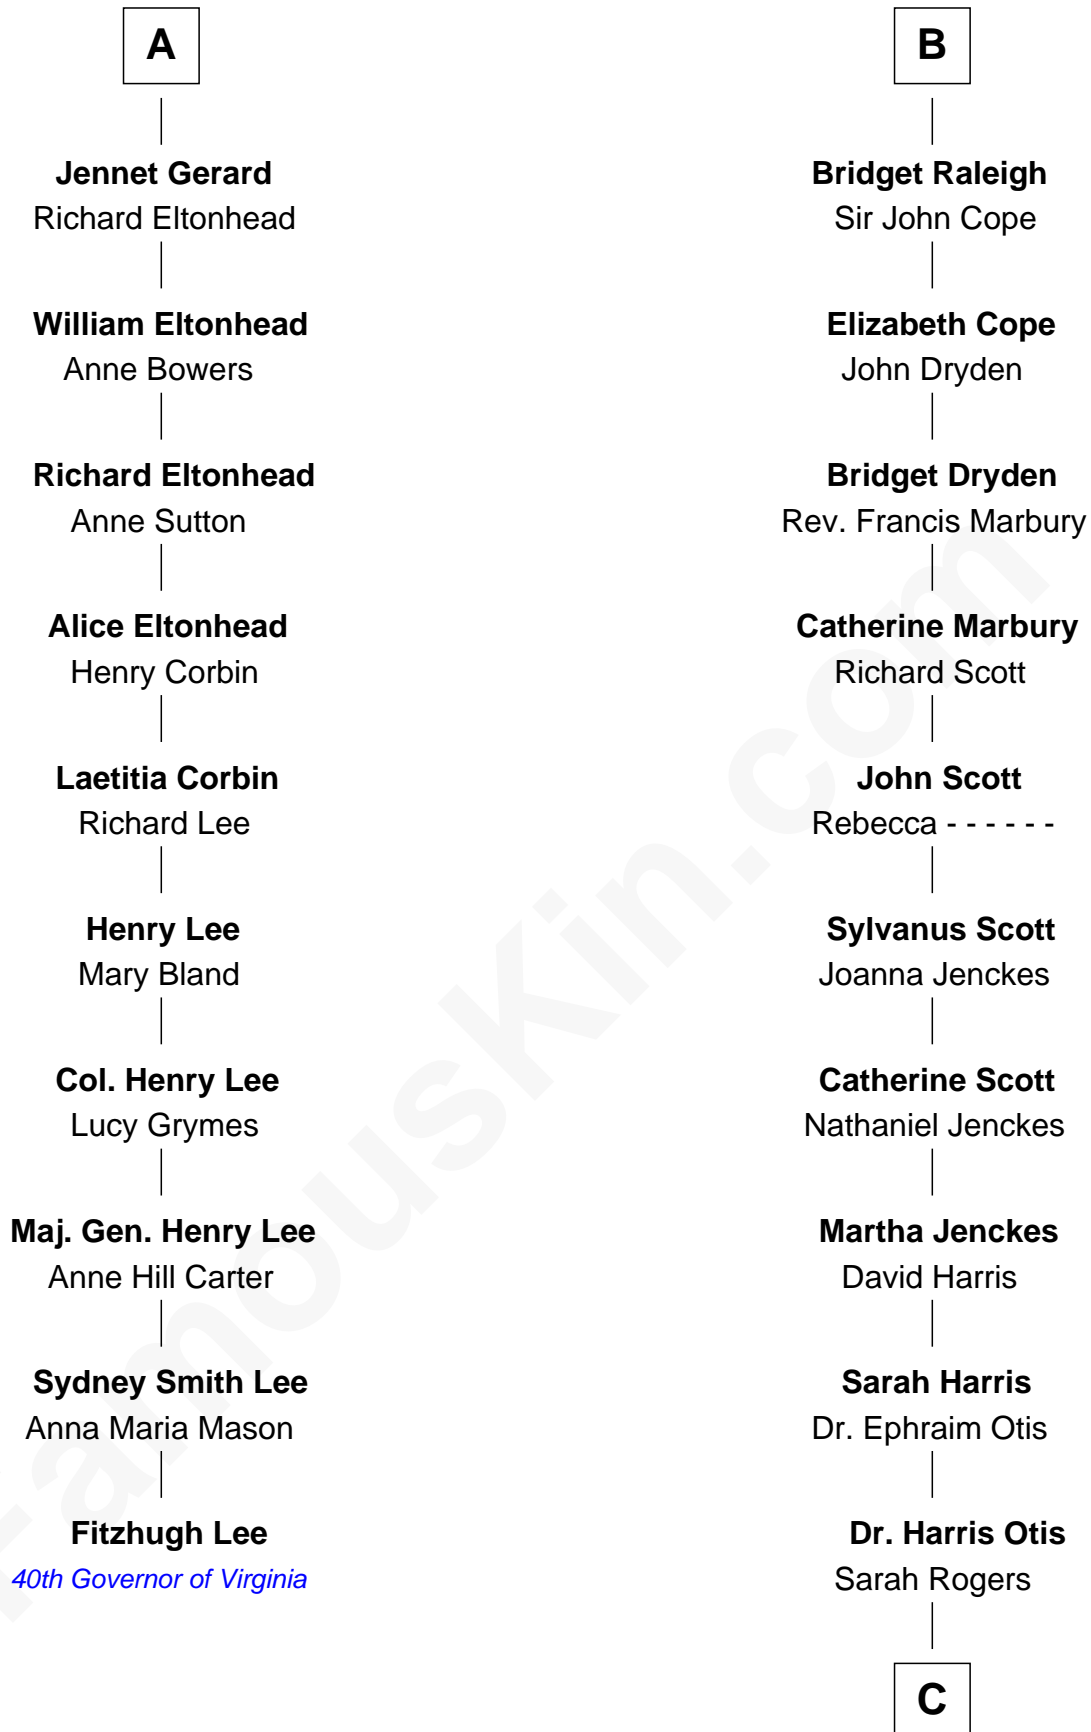 A
Jennet Gerard
Richard Eltonhead
William Eltonhead
Anne Bowers
Richard Eltonhead
Anne Sutton
Alice Eltonhead
Henry Corbin
Laetitia Corbin
Richard Lee
Henry Lee
Mary Bland
Col. Henry Lee
Lucy Grymes
Maj. Gen. Henry Lee
Anne Hill Carter
Sydney Smith Lee
Anna Maria Mason
Fitzhugh Lee
40th Governor of Virginia
B
Bridget Raleigh
Sir John Cope
Elizabeth Cope
John Dryden
Bridget Dryden
Rev. Francis Marbury
Catherine Marbury
Richard Scott
John Scott
Rebecca - - - - - -
Sylvanus Scott
Joanna Jenckes
Catherine Scott
Nathaniel Jenckes
Martha Jenckes
David Harris
Sarah Harris
Dr. Ephraim Otis
Dr. Harris Otis
Sarah Rogers
C
FamousKin.com